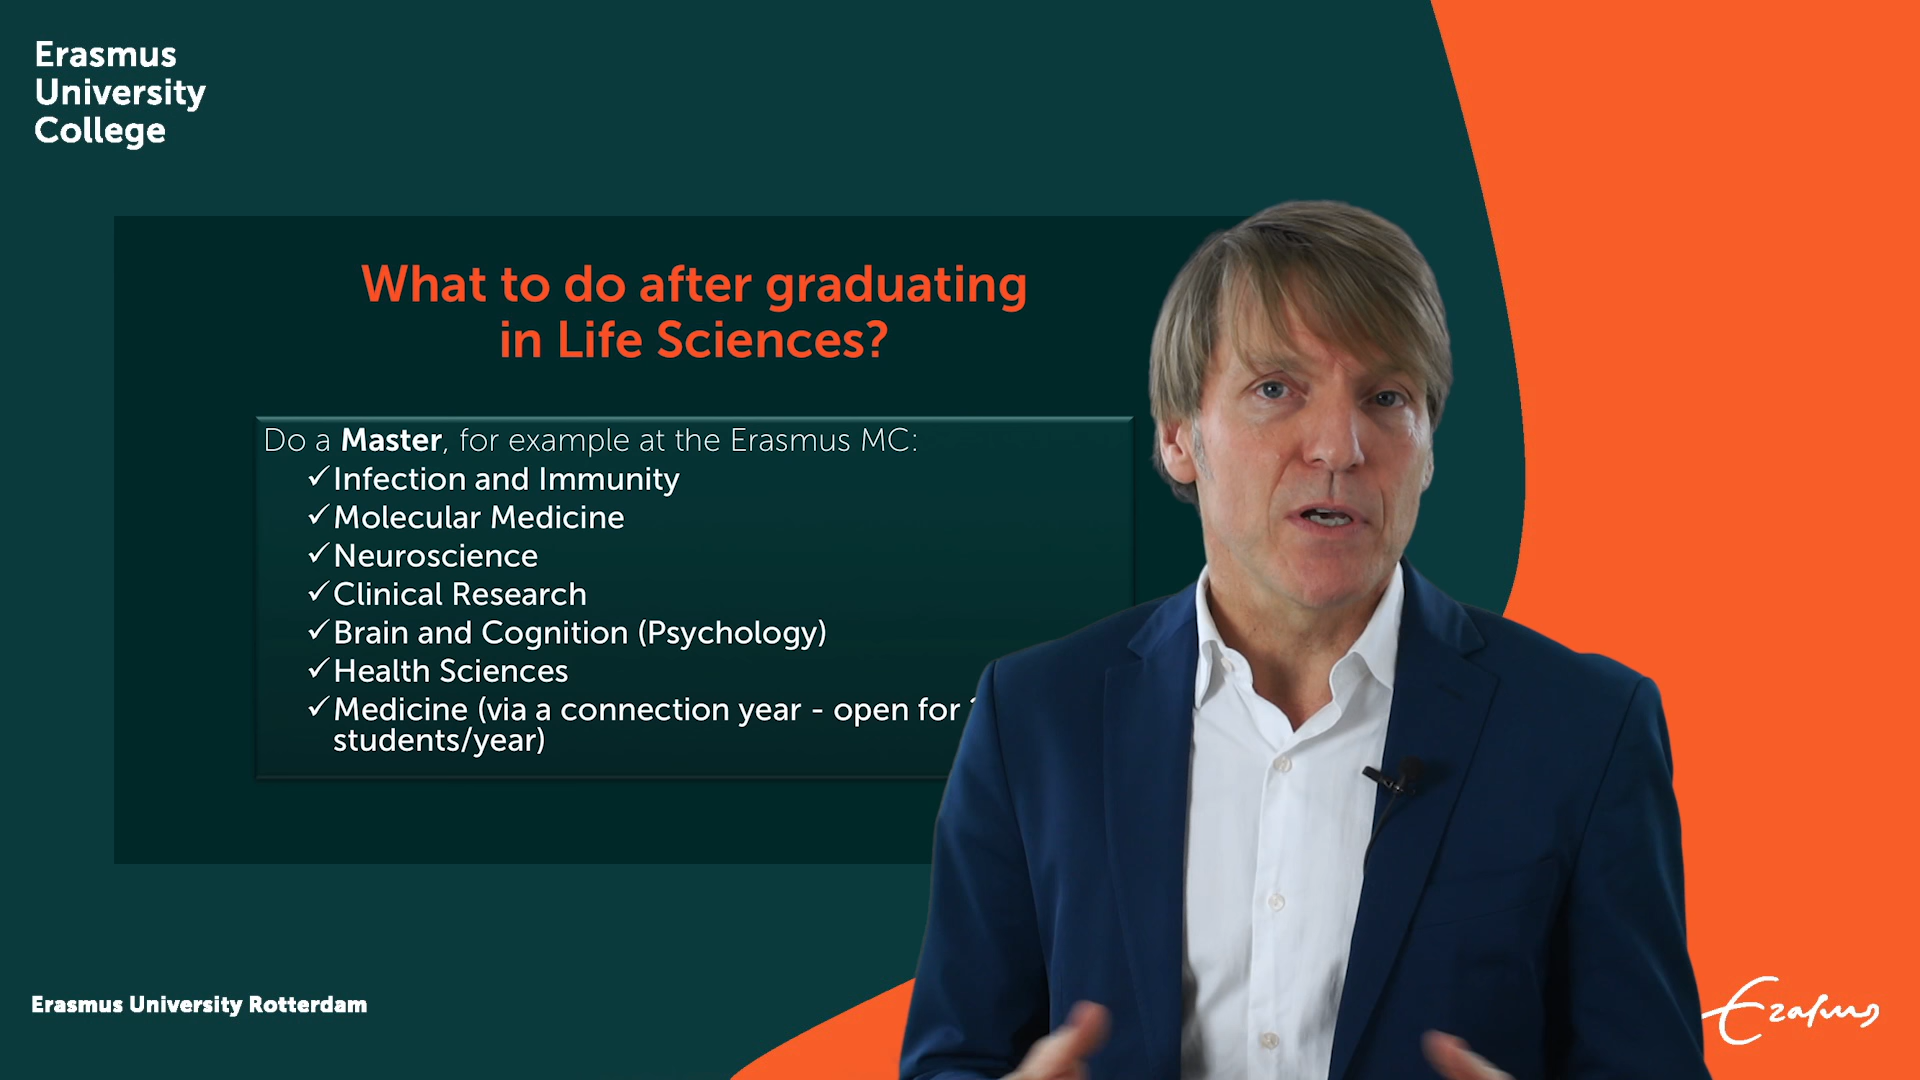 Erasmus
University
College
What to do after graduating
in Life Sciences?
Do a Master, for example at the Erasmus MC:
✓Infection and Immunity
✓Molecular Medicine
✓Neuroscience
✓Clinical Research
✓Brain and Cognition (Psychology)
✓Health Sciences
✓Medicine (via a connection year - open for
students/year)
Erasmus University Rotterdam
Erasmus